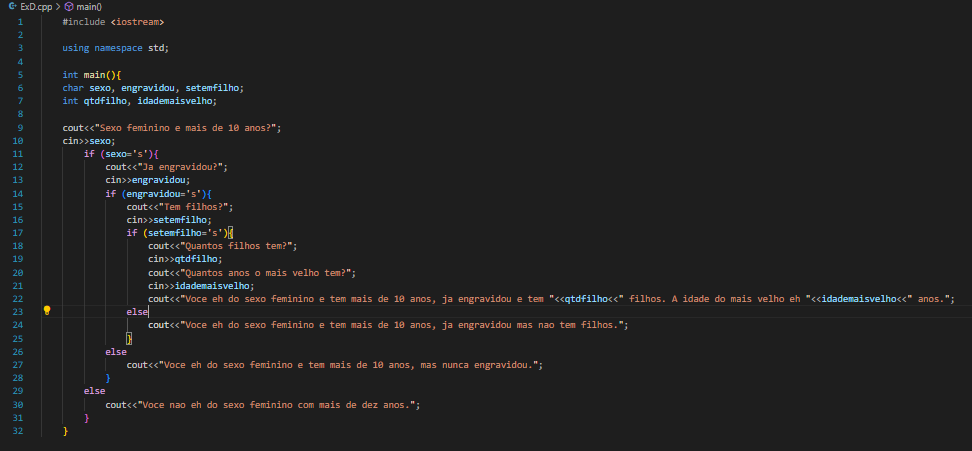 ExD.cpp > main()
1 #include <iostream>
2
3 using namespace std;
4
5 int main(){
6 char sexo, engravidou, setemfilho;
7 int qtdfilho, idademaisvelho;
8
9 cout<<"Sexo feminino e mais de 10 anos?";
10 cin>>sexo;
11 if (sexo='s'){
12 cout<<"Ja engravidou?";
13 cin>>engravidou;
14 if (engravidou='s'){
15 cout<<"Tem filhos?";
16 cin>>setemfilho;
17 if (setemfilho='s'){
18 cout<<"Quantos filhos tem?";
19 cin>>qtdfilho;
20 cout<<"Quantos anos o mais velho tem?";
21 cin>>idademaisvelho;
22 cout<<"Voce eh do sexo feminino e tem mais de 10 anos, ja engravidou e tem "<<qtdfilho<<" filhos. A idade do mais velho eh "<<idademaisvelho<<" anos.";
23 else
24 cout<<"Voce eh do sexo feminino e tem mais de 10 anos, ja engravidou mas nao tem filhos.";
25 }
26 else
27 cout<<"Voce eh do sexo feminino e tem mais de 10 anos, mas nunca engravidou.";
28 }
29 else
30 cout<<"Voce nao eh do sexo feminino com mais de dez anos.";
31 }
32 }